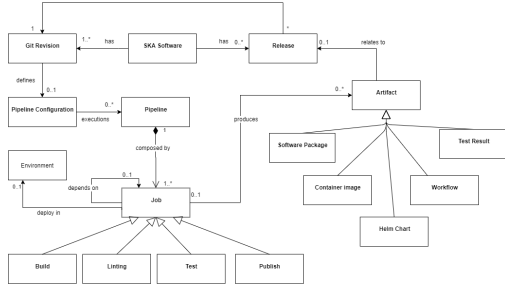 1
*
1..*
has
has
0..*
0..1
relates to
Git Revision
SKA Software
Release
defines
0..1
0..*
0..*
Artifact
Pipeline Configuration
executions
Pipeline
1
produces
composed by
Software Package
Test Result
Environment
0..1
depends on
0..1
1..*
0..1
Job
deploy in
Container image
Workflow
Helm Chart
Build
Linting
Test
Publish